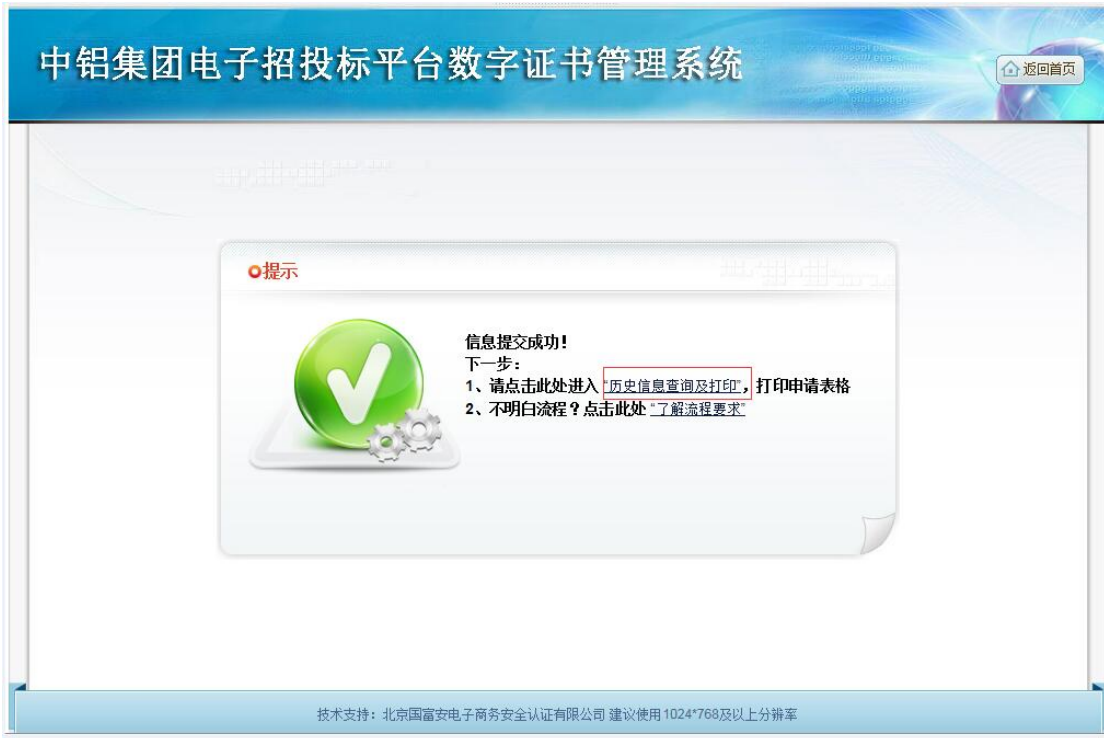 中铝集团电子招投标平台数字证书管理系统
返回首页
提示
信息提交成功！
下一步：
1、请点击此处进入 “历史信息查询及打印”，打印申请表格
2、不明白流程？点击此处 “了解流程要求”
技术支持：北京国富安电子商务安全认证有限公司 建议使用1024*768及以上分辨率